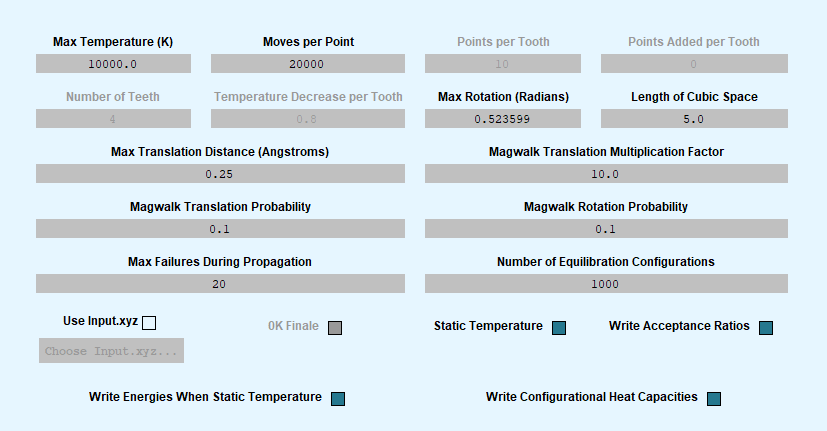 Max Temperature (K) Moves per Point Points per Tooth Points Added per Tooth
10000.0 20000 10 0
Number of Teeth Temperature Decrease per Tooth Max Rotation (Radians) Length of Cubic Space
4 0.8 0.523599 5.0
Max Translation Distance (Angstroms) Magwalk Translation Multiplication Factor
0.25 10.0
Magwalk Translation Probability Magwalk Rotation Probability
0.1 0.1
Max Failures During Propagation Number of Equilibration Configurations
20 1000
Use Input.xyz 0K Finale Static Temperature Write Acceptance Ratios
Choose Input.xyz...
Write Energies When Static Temperature Write Configurational Heat Capacities